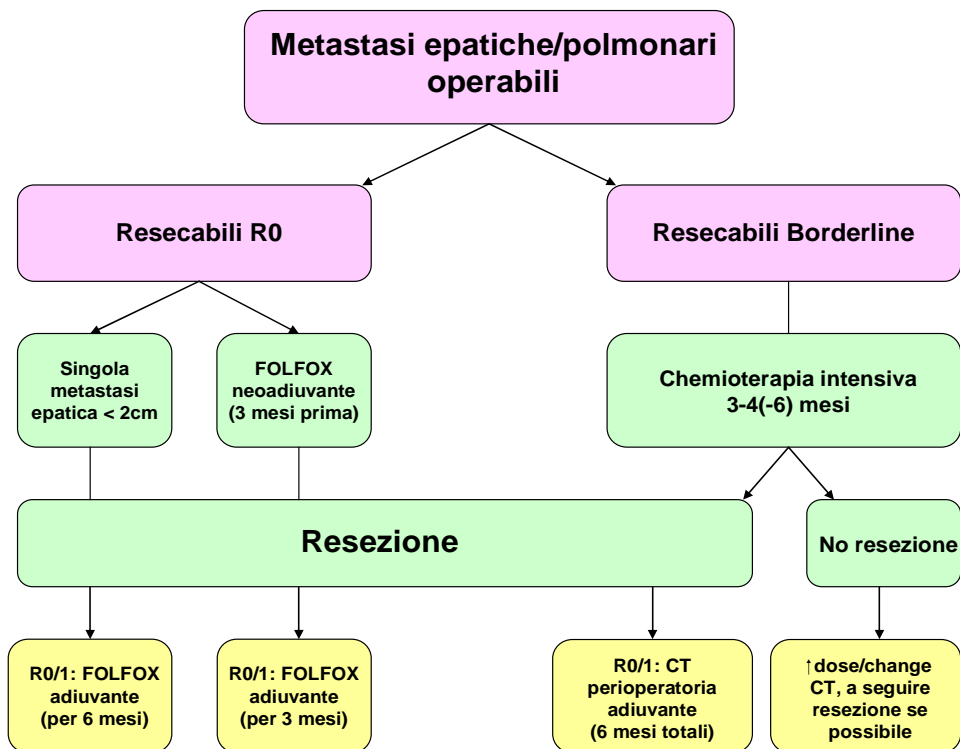 Metastasi epatiche/polmonari
operabili
Resecabili R0
Resecabili Borderline
Singola
metastasi
epatica < 2cm
FOLFOX
neoadiuvante
(3 mesi prima)
Chemioterapia intensiva
3-4(-6) mesi
Resezione
No resezione
R0/1: FOLFOX
adiuvante
(per 6 mesi)
R0/1: FOLFOX
adiuvante
(per 3 mesi)
R0/1: CT
perioperatoria
adiuvante
(6 mesi totali)
↑dose/change
CT, a seguire
resezione se
possibile